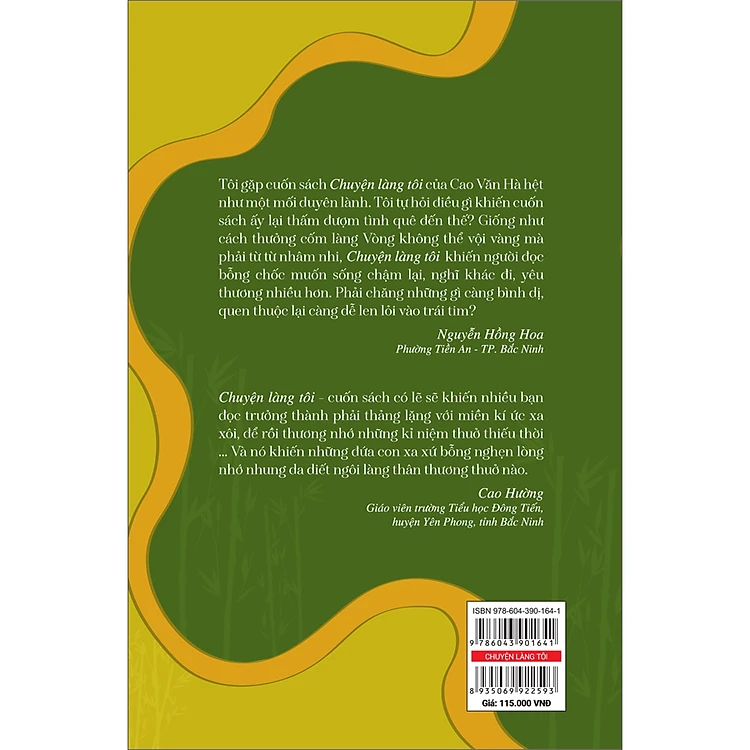 Tôi gặp cuốn sách Chuyện làng tôi của Cao Văn Hà hệt
như một mối duyên lành. Tôi tự hỏi điều gì khiến cuốn
sách ấy lại thấm đượm tình quê đến thế? Giống như
cách thưởng cốm làng Vòng không thể vội vàng mà
phải từ từ nhâm nhi, Chuyện làng tôi khiến người đọc
bỗng chốc muốn sống chậm lại, nghĩ khác đi, yêu
thương nhiều hơn. Phải chăng những gì càng bình dị,
quen thuộc lại càng dễ len lỏi vào trái tim?
Nguyễn Hồng Hoa
Phường Tiền An - TP. Bắc Ninh
Chuyện làng tôi – cuốn sách có lẽ sẽ khiến nhiều bạn
đọc trưởng thành phải thảng lặng với miền kí ức xa
xôi, để rồi thương nhớ những kỉ niệm thuở thiếu thời
... Và nó khiến những đứa con xa xứ bỗng nghẹn lòng
nhớ nhung da diết ngôi làng thân thương thuở nào.
Cao Hường
Giáo viên trường Tiểu học Đông Tiến,
huyện Yên Phong, tỉnh Bắc Ninh
ISBN 978-604-390-164-1
9 786043 901641
CHUYỆN LÀNG TÔI
8 935069 922593
Giá: 115.000 VNĐ